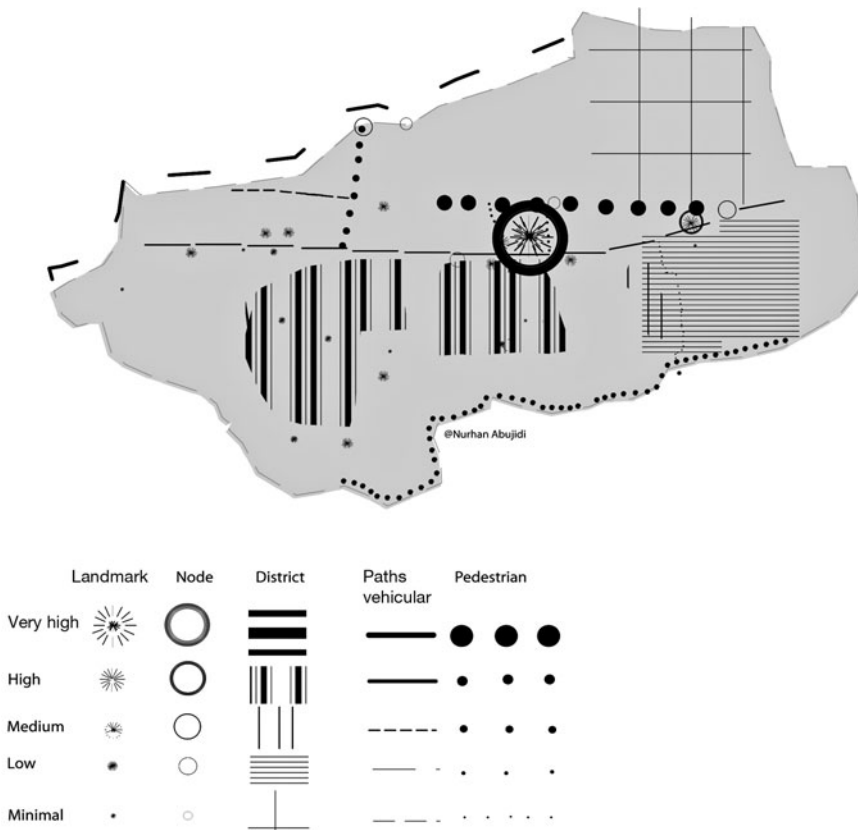 @Nurhan Abujidi
Landmark Node District Paths vehicular Pedestrian
Very high
High
Medium
Low
Minimal